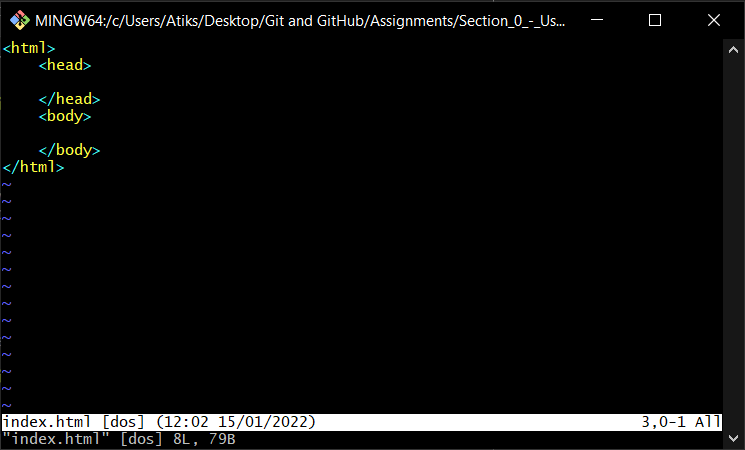 MINGW64:/c/Users/Atiks/Desktop/Git and GitHub/Assignments/Section_0_-_Us...
<html>
    <head>

    </head>
    <body>

    </body>
</html>
~
~
~
~
~
~
~
~
~
~
~
~
~
~
index.html [dos] (12:02 15/01/2022) 3,0-1 All
"index.html" [dos] 8L, 79B